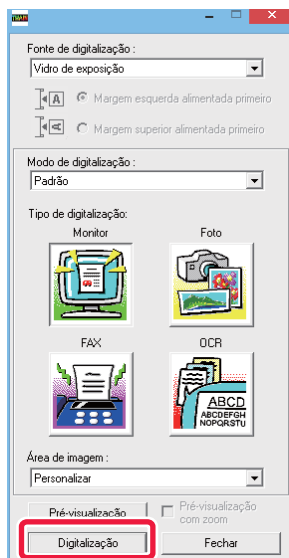 TWAIN
Fonte de digitalização :
Vidro de exposição
A Margem esquerda alimentada primeiro
A Margem superior alimentada primeiro
Modo de digitalização :
Padrão
Tipo de digitalização:
Monitor Foto
FAX OCR
ABCD
ABCDEFGH
NOPQRSTU
Área de imagem :
Personalizar
Pré-visualização Pré-visualização
com zoom
Digitalização Fechar